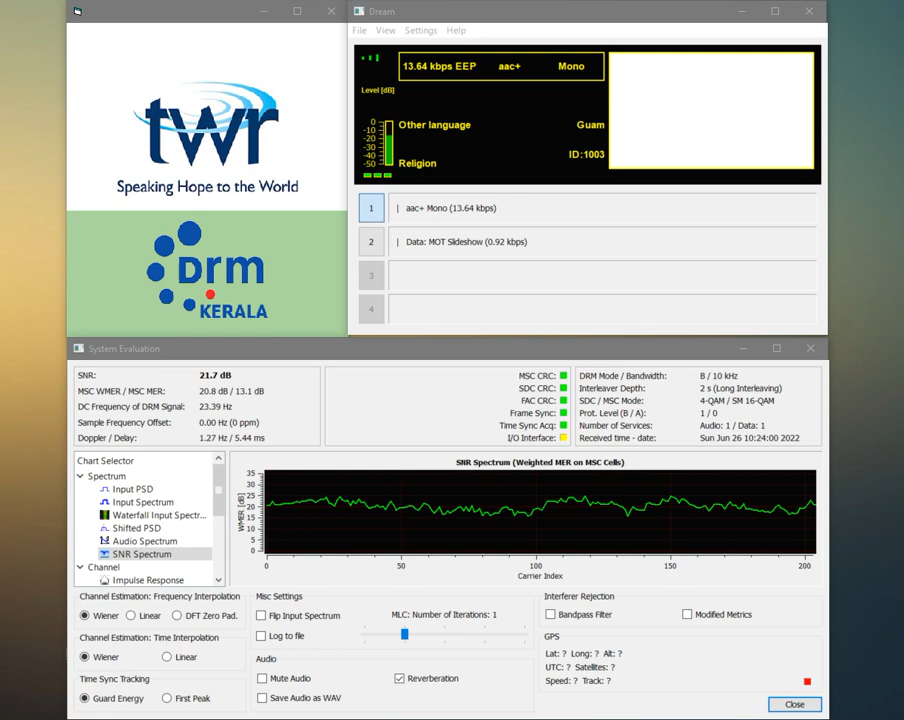 twr
Speaking Hope to the World
Drm
KERALA
Dream
File View Settings Help
13.64 kbps EEP aac+ Mono
Level [dB]
0
-10
-20
-30
-40
-50
Other language Guam
ID:1003
Religion
1 | aac+ Mono (13.64 kbps)
2 | Data: MOT Slideshow (0.92 kbps)
3
4
System Evaluation
SNR: 21.7 dB
MSC WMER / MSC MER: 20.8 dB / 13.1 dB
DC Frequency of DRM Signal: 23.39 Hz
Sample Frequency Offset: 0.00 Hz (0 ppm)
Doppler / Delay: 1.27 Hz / 5.44 ms
MSC CRC:
SDC CRC:
FAC CRC:
Frame Sync:
Time Sync Acq:
I/O Interface:
DRM Mode / Bandwidth: B / 10 kHz
Interleaver Depth: 2 s (Long Interleaving)
SDC / MSC Mode: 4-QAM / SM 16-QAM
Prot. Level (B / A): 1 / 0
Number of Services: Audio: 1 / Data: 1
Received time - date: Sun Jun 26 10:24:00 2022
Chart Selector
Spectrum
Input PSD
Input Spectrum
Waterfall Input Spectr...
Shifted PSD
Audio Spectrum
SNR Spectrum
Channel
Impulse Response
SNR Spectrum (Weighted MER on MSC Cells)
WMER [dB]
35
30
25
20
15
10
5
0
0 50 100 150 200
Carrier Index
Channel Estimation: Frequency Interpolation
Wiener Linear DFT Zero Pad.
Channel Estimation: Time Interpolation
Wiener Linear
Time Sync Tracking
Guard Energy First Peak
Misc Settings
Flip Input Spectrum
Log to file
MLC: Number of Iterations: 1
Audio
Mute Audio Reverberation
Save Audio as WAV
Interferer Rejection
Bandpass Filter Modified Metrics
GPS
Lat: ? Long: ? Alt: ?
UTC: ? Satellites: ?
Speed: ? Track: ?
Close